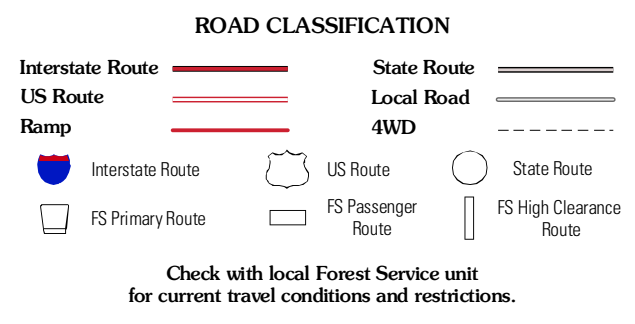 ROAD CLASSIFICATION
Interstate Route
State Route
US Route
Local Road
Ramp
4WD
Interstate Route
US Route
State Route
FS Primary Route
FS Passenger
Route
FS High Clearance
Route
Check with local Forest Service unit
for current travel conditions and restrictions.